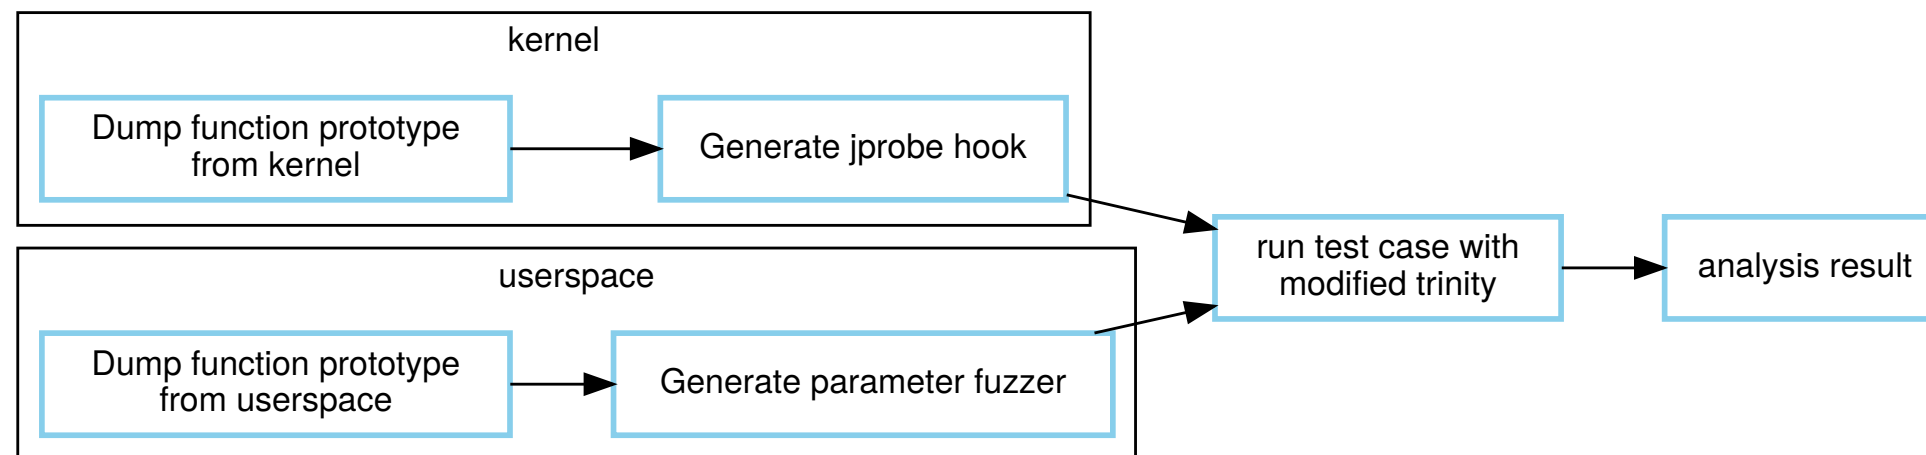 kernel
Dump function prototype
from kernel
Generate jprobe hook
run test case with
modified trinity
analysis result
userspace
Dump function prototype
from userspace
Generate parameter fuzzer